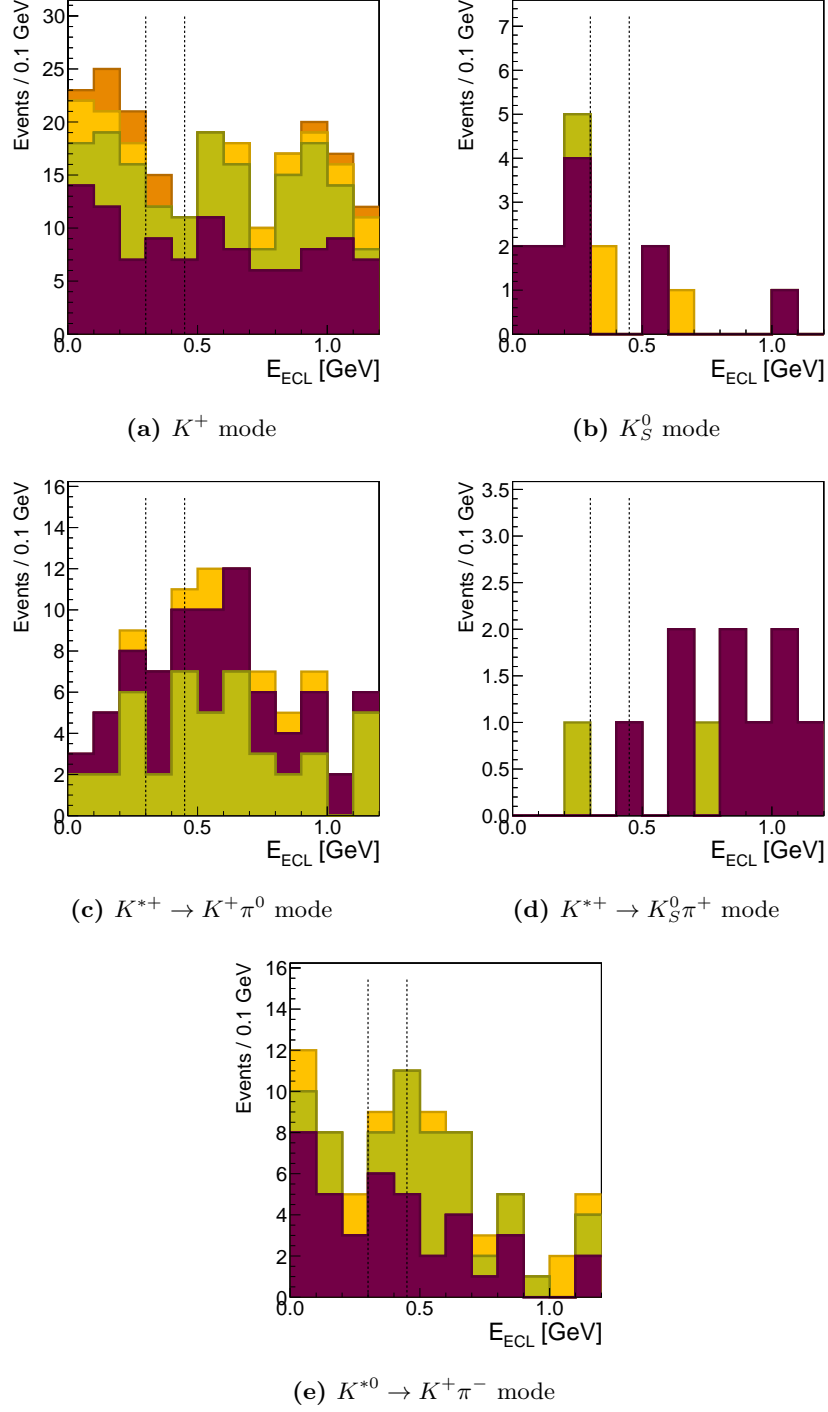 Events / 0.1 GeV
30
25
20
15
10
5
0
0.0 0.5 1.0
E_ECL [GeV]
(a) K⁺ mode
Events / 0.1 GeV
7
6
5
4
3
2
1
0
0.0 0.5 1.0
E_ECL [GeV]
(b) K_S^0 mode
Events / 0.1 GeV
16
14
12
10
8
6
4
2
0
0.0 0.5 1.0
E_ECL [GeV]
(c) K*⁺ → K⁺π⁰ mode
Events / 0.1 GeV
3.5
3.0
2.5
2.0
1.5
1.0
0.5
0.0
0.0 0.5 1.0
E_ECL [GeV]
(d) K*⁺ → K_S^0π⁺ mode
Events / 0.1 GeV
16
14
12
10
8
6
4
2
0
0.0 0.5 1.0
E_ECL [GeV]
(e) K*⁰ → K⁺π⁻ mode